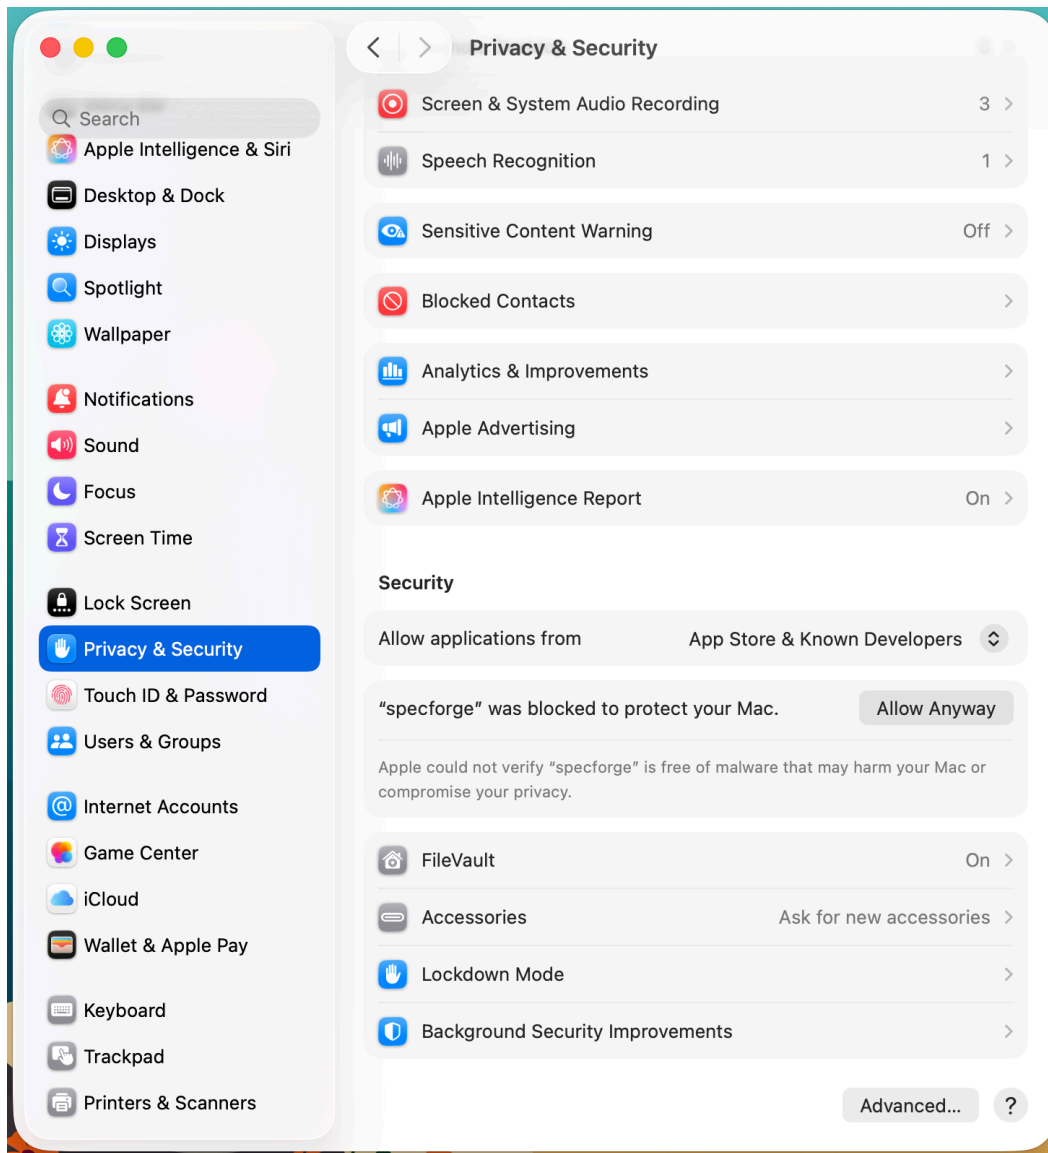 Privacy & Security
Search
Apple Intelligence & Siri
Desktop & Dock
Displays
Spotlight
Wallpaper
Notifications
Sound
Focus
Screen Time
Lock Screen
Privacy & Security
Touch ID & Password
Users & Groups
Internet Accounts
Game Center
iCloud
Wallet & Apple Pay
Keyboard
Trackpad
Printers & Scanners
Screen & System Audio Recording 3
Speech Recognition 1
Sensitive Content Warning Off
Blocked Contacts
Analytics & Improvements
Apple Advertising
Apple Intelligence Report On
Security
Allow applications from App Store & Known Developers
“specforge” was blocked to protect your Mac. Allow Anyway
Apple could not verify “specforge” is free of malware that may harm your Mac or
compromise your privacy.
FileVault On
Accessories Ask for new accessories
Lockdown Mode
Background Security Improvements
Advanced... ?